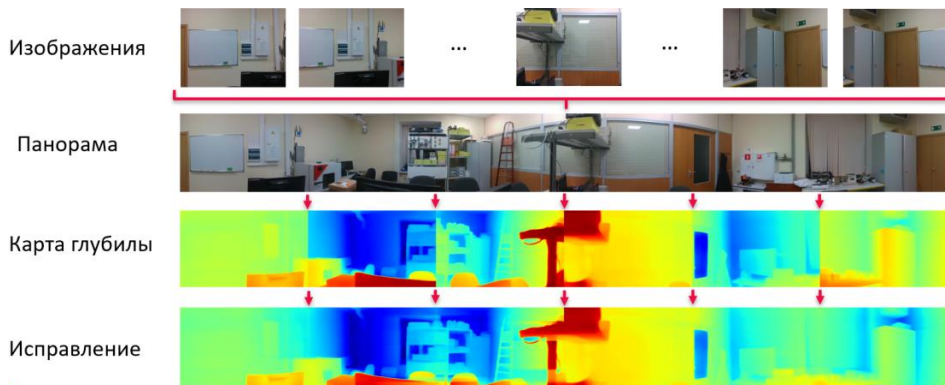 Изображения
...
...
Панорама
Карта глубилы
Исправление